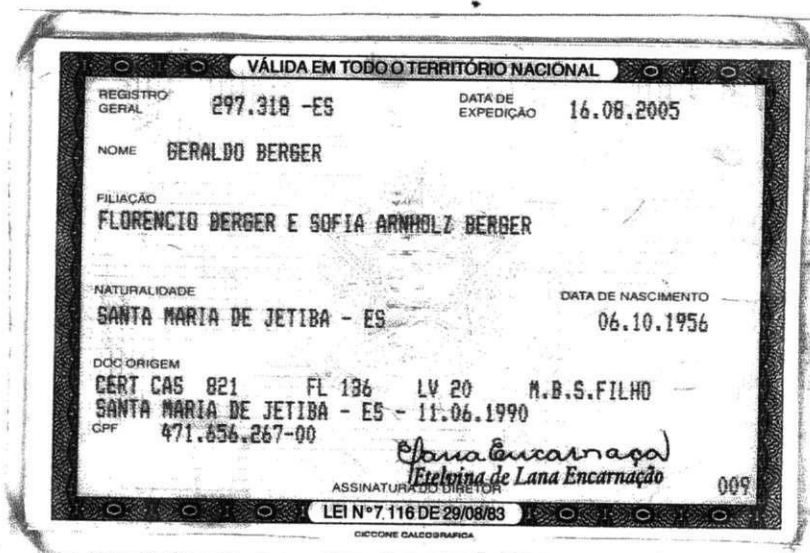 VÁLIDA EM TODO O TERRITÓRIO NACIONAL
REGISTRO GERAL 297.318 -ES DATA DE EXPEDIÇÃO 16.08.2005
NOME GERALDO BERGER
FILIAÇÃO
FLORENCIO BERGER E SOFIA ARNHOLZ BERGER
NATURALIDADE DATA DE NASCIMENTO
SANTA MARIA DE JETIBA - ES 06.10.1956
DOC ORIGEM
CERT CAS 821 FL 136 LV 20 M.B.S.FILHO
SANTA MARIA DE JETIBA - ES - 11.06.1990
CPF 471.656.267-00
Etelvina de Lana Encarnação
ASSINATURA DO DIRETOR 009
LEI Nº 7.116 DE 29/08/83
CICCONE CALCOGRAFICA